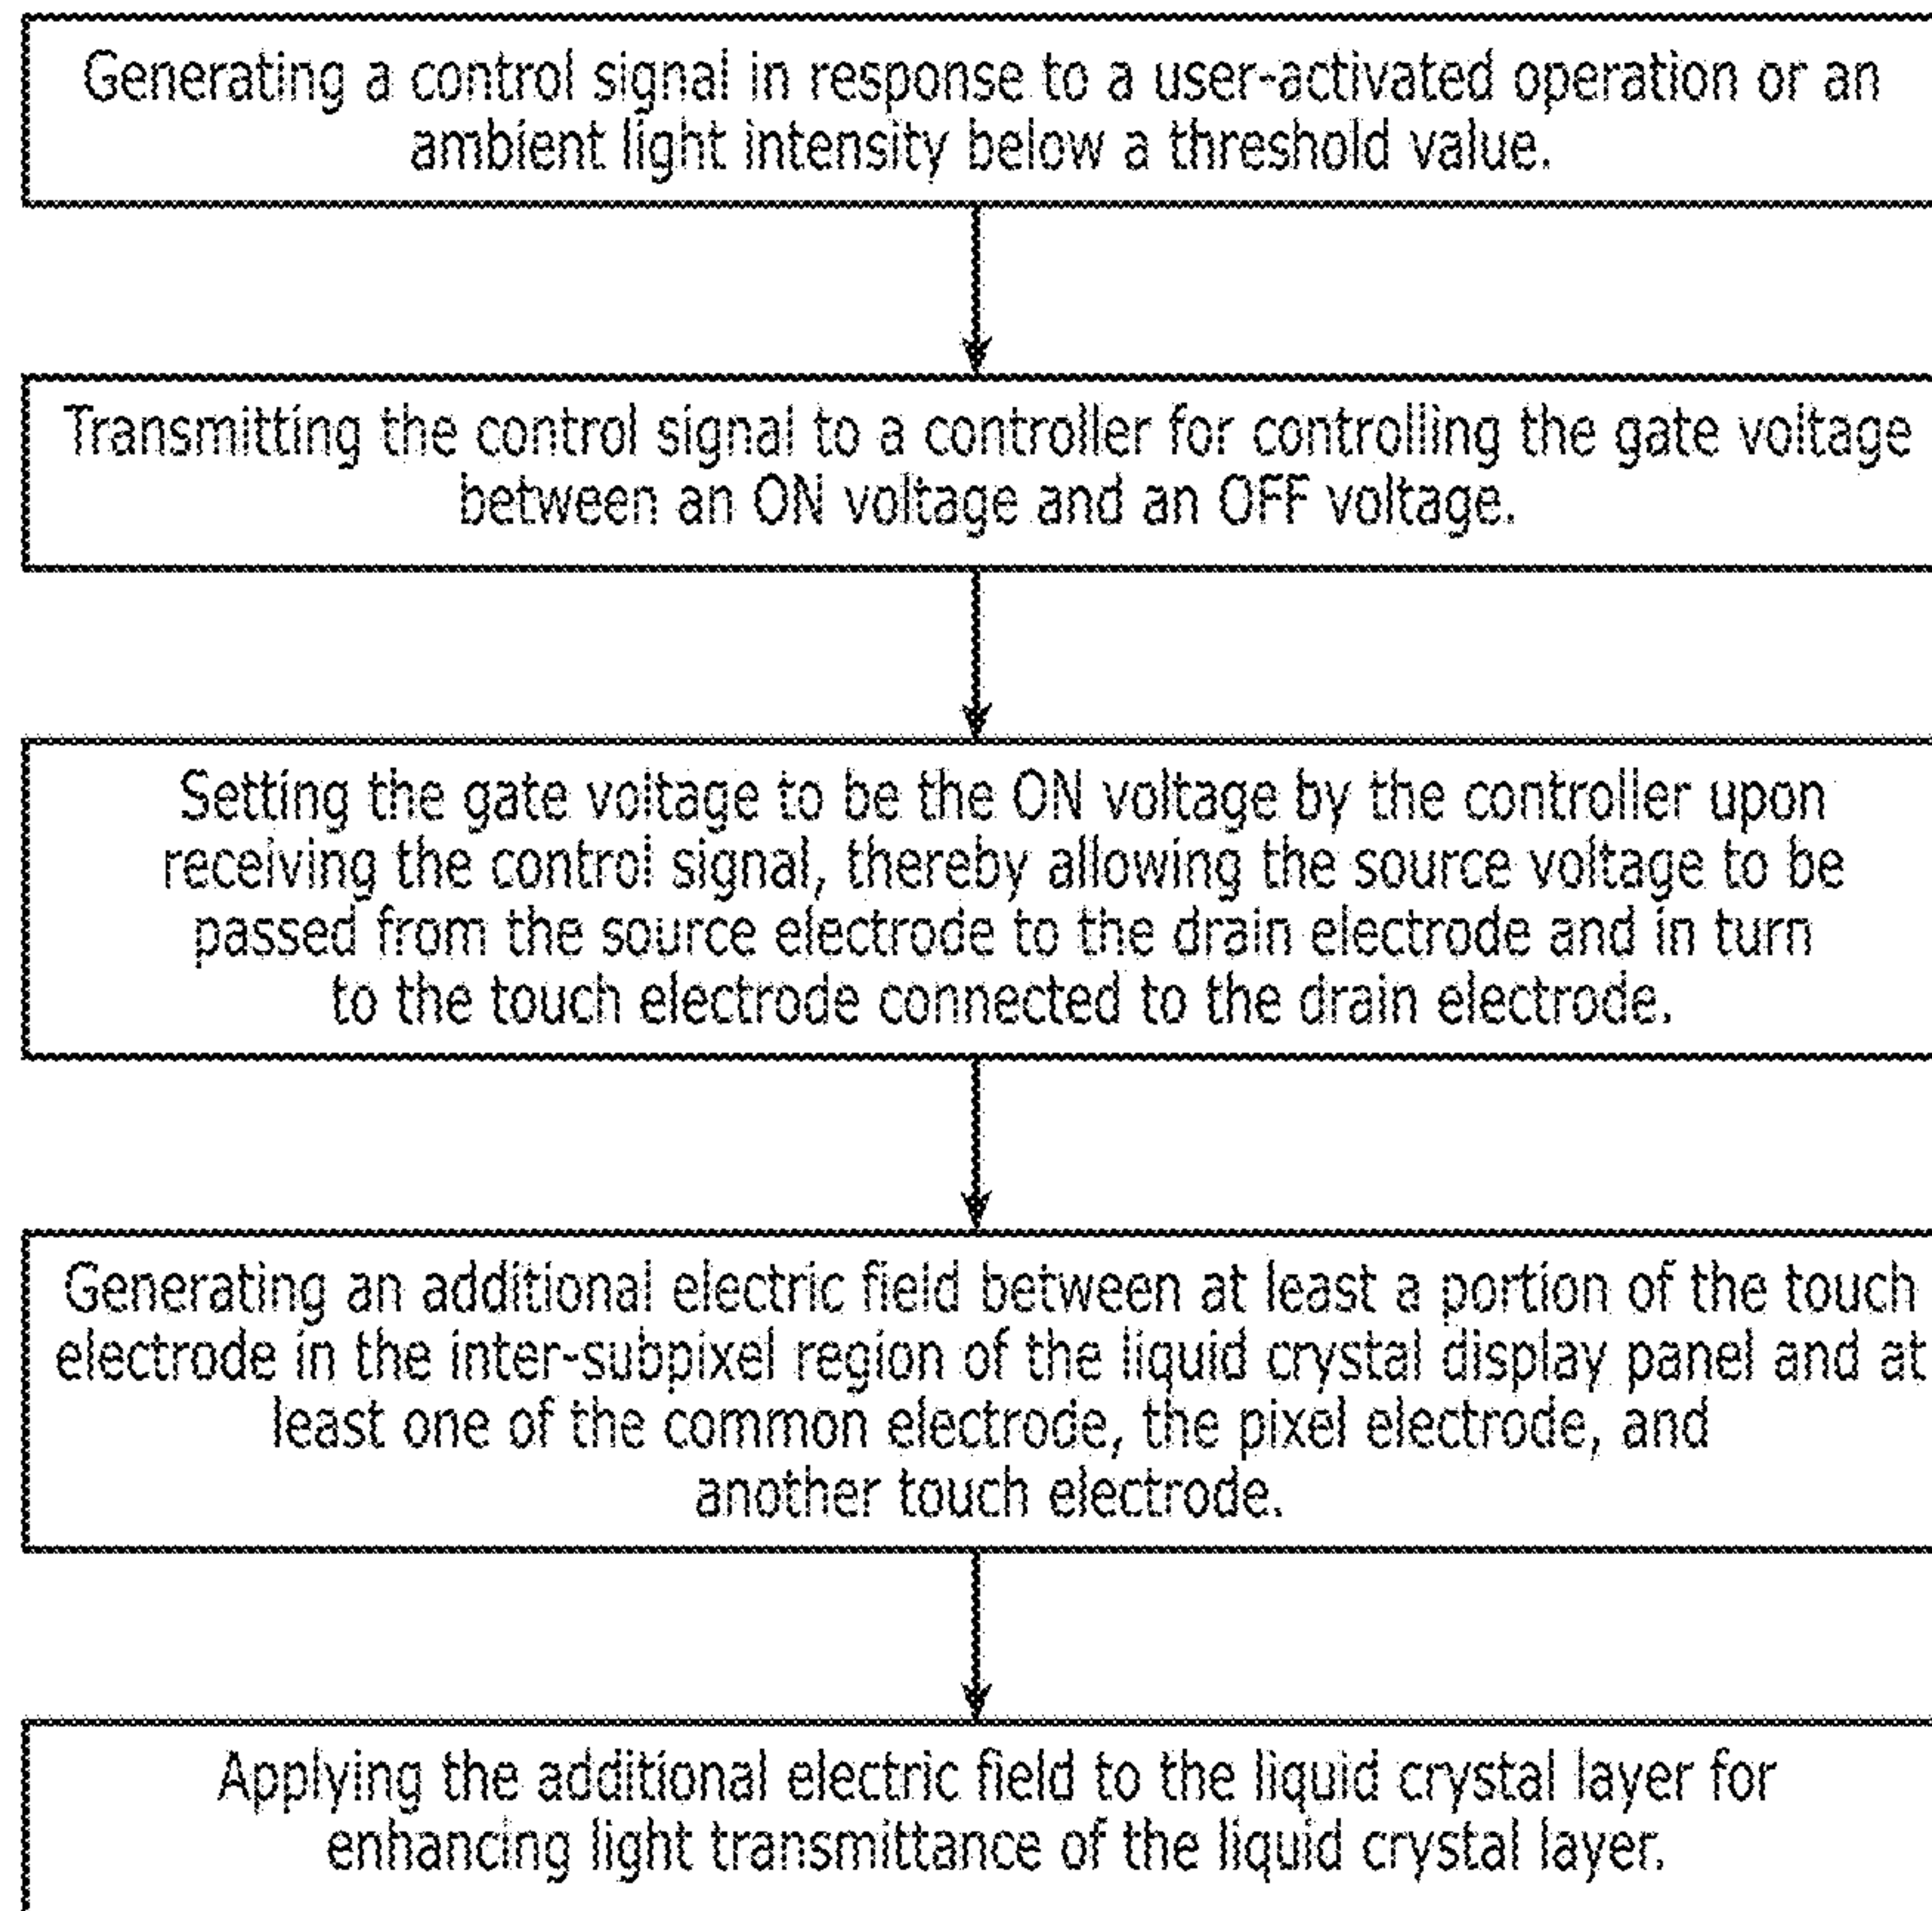 Generating a control signal in response to a user-activated operation or an
ambient light intensity below a threshold value.
Transmitting the control signal to a controller for controlling the gate voltage
between an ON voltage and an OFF voltage.
Setting the gate voltage to be the ON voltage by the controller upon
receiving the control signal, thereby allowing the source voltage to be
passed from the source electrode to the drain electrode and in turn
to the touch electrode connected to the drain electrode.
Generating an additional electric field between at least a portion of the touch
electrode in the inter-subpixel region of the liquid crystal display panel and at
least one of the common electrode, the pixel electrode, and
another touch electrode.
Applying the additional electric field to the liquid crystal layer for
enhancing light transmittance of the liquid crystal layer.